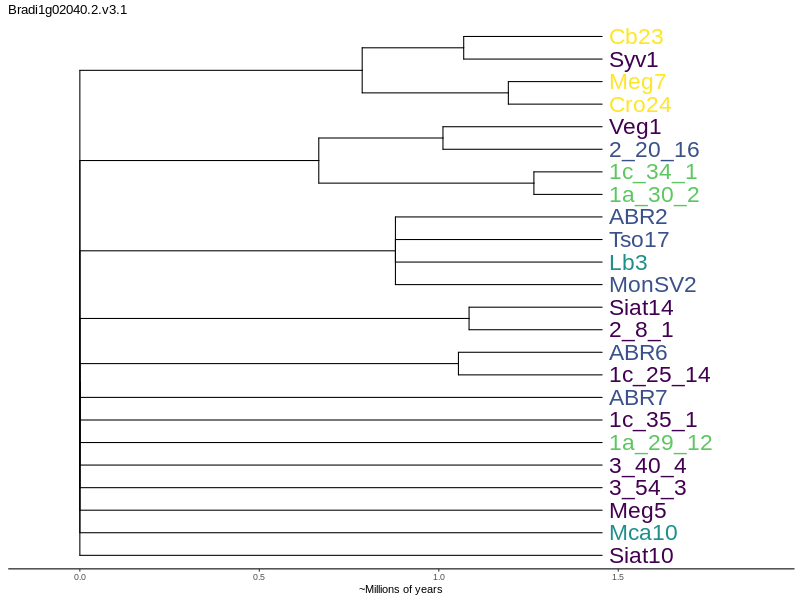 Bradi1g02040.2.v3.1
Cb23
Syv1
Meg7
Cro24
Veg1
2_20_16
1c_34_1
1a_30_2
ABR2
Tso17
Lb3
MonSV2
Siat14
2_8_1
ABR6
1c_25_14
ABR7
1c_35_1
1a_29_12
3_40_4
3_54_3
Meg5
Mca10
Siat10
0.0 0.5 1.0 1.5
~Millions of years